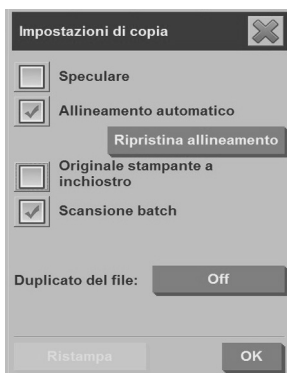 Impostazioni di copia
Speculare
Allineamento automatico
Ripristina allineamento
Originale stampante a
inchiostro
Scansione batch
Duplicato del file: Off
Ristampa OK